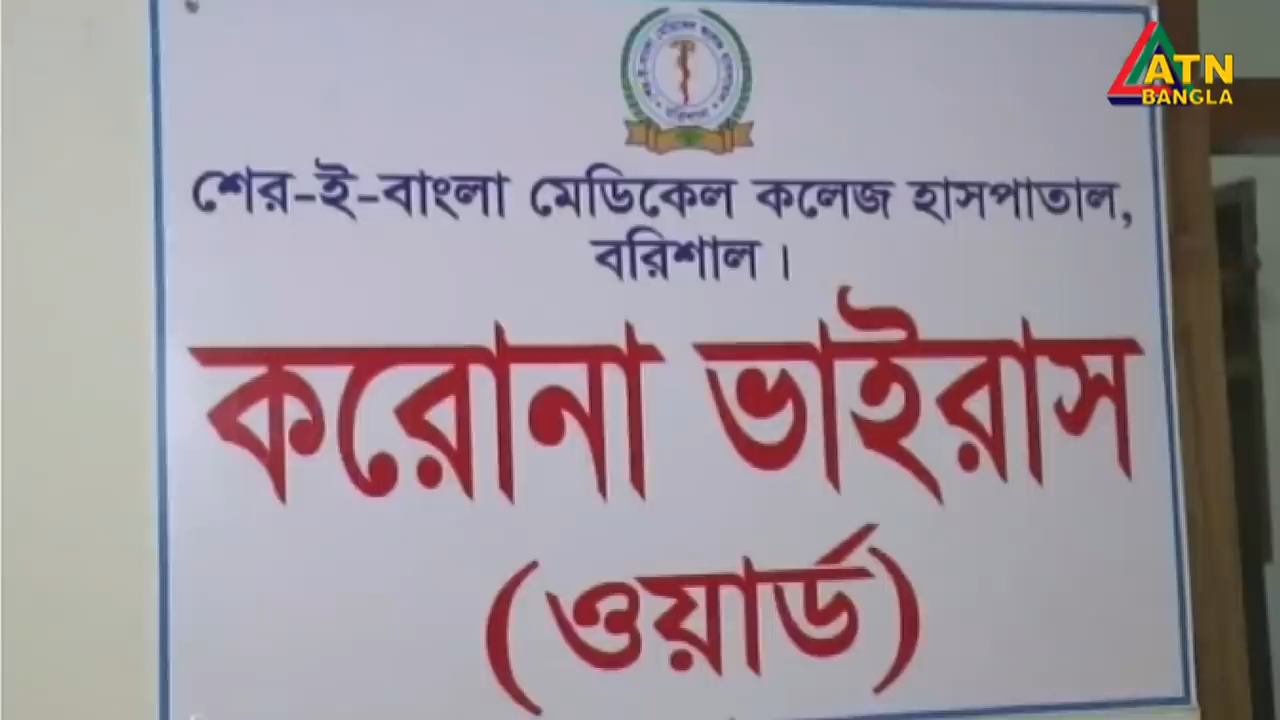 ATN
BANGLA
শের-ই-বাংলা মেডিকেল কলেজ হাসপাতাল,
বরিশাল।
করোনা ভাইরাস
(ওয়ার্ড)